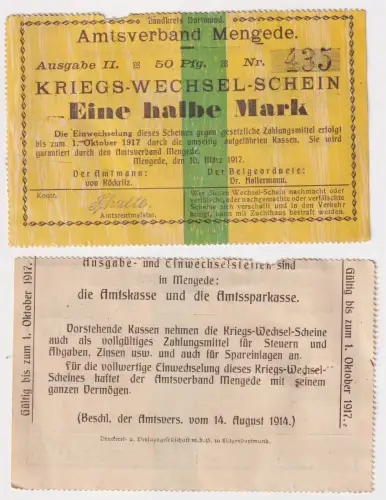 Landkreis Dortmund.
Amtsverband Mengede.
Ausgabe II. 50 Pfg. Nr. 435
KRIEGS-WECHSEL-SCHEIN
Eine halbe Mark
Die Einwechselung dieses Scheines gegen gesetzliche Zahlungsmittel erfolgt
bis zum 1. Oktober 1917 durch die umseitig aufgeführten Kassen. Sie wird
garantiert durch den Amtsverband Mengede.
Mengede, den 10. März 1917.
Der Amtmann:
von Köckritz.
Der Beigeordnete:
Dr. Hallermann.
Kontr.
Amtsrentmeister.
Wer diesen Wechsel-Schein nachmacht oder
verfälscht, oder nachgemachte oder verfälschte
Scheine sich verschafft und in den Verkehr
bringt, kann mit Zuchthaus bestraft werden.
Ausgabe- und Einwechselstellen sind
in Mengede:
die Amtskasse und die Amtssparkasse.
Vorstehende Kassen nehmen die Kriegs-Wechsel-Scheine
auch als vollgültiges Zahlungsmittel für Steuern und
Abgaben, Zinsen usw. und auch für Spareinlagen an.
Für die vollwertige Einwechselung dieses Kriegs-Wechsel-
Scheines haftet der Amtsverband Mengede mit seinem
ganzen Vermögen.
(Beschl. der Amtsvers. vom 14. August 1914.)
Druckerei- u. Verlagsgesellschaft m.b.H. in Lütgendortmund.
Gültig bis zum 1. Oktober 1917.
Gültig bis zum 1. Oktober 1917.